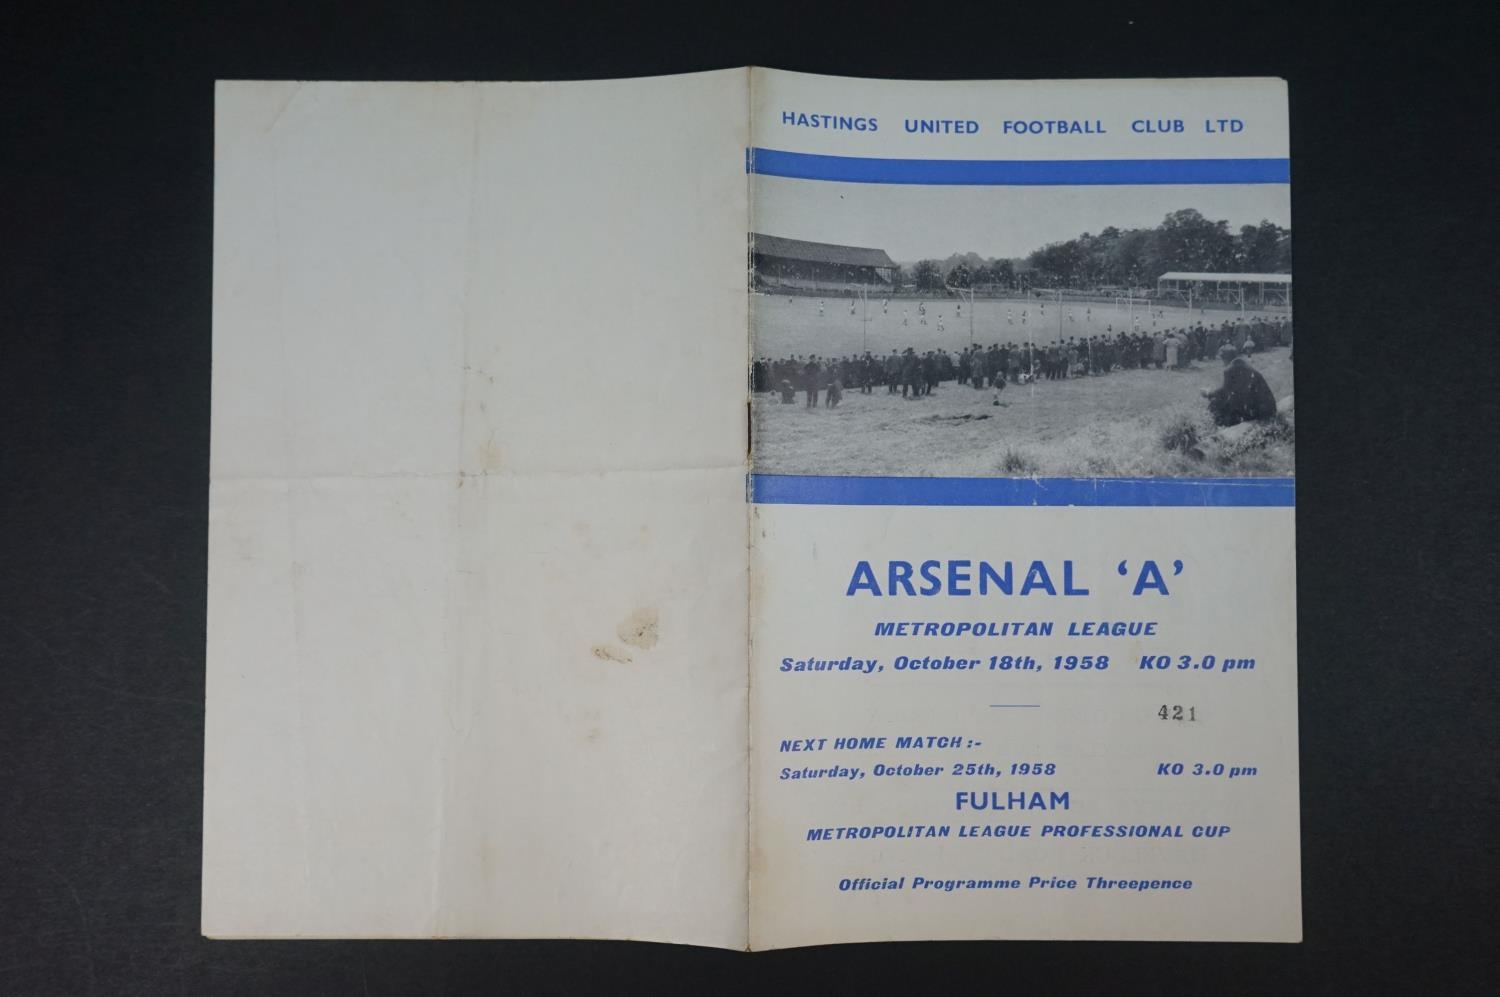 HASTINGS UNITED FOOTBALL CLUB LTD
ARSENAL ‘A’
METROPOLITAN LEAGUE
Saturday, October 18th, 1958 KO 3.0 pm
421
NEXT HOME MATCH :-
Saturday, October 25th, 1958 KO 3.0 pm
FULHAM
METROPOLITAN LEAGUE PROFESSIONAL CUP
Official Programme Price Threepence